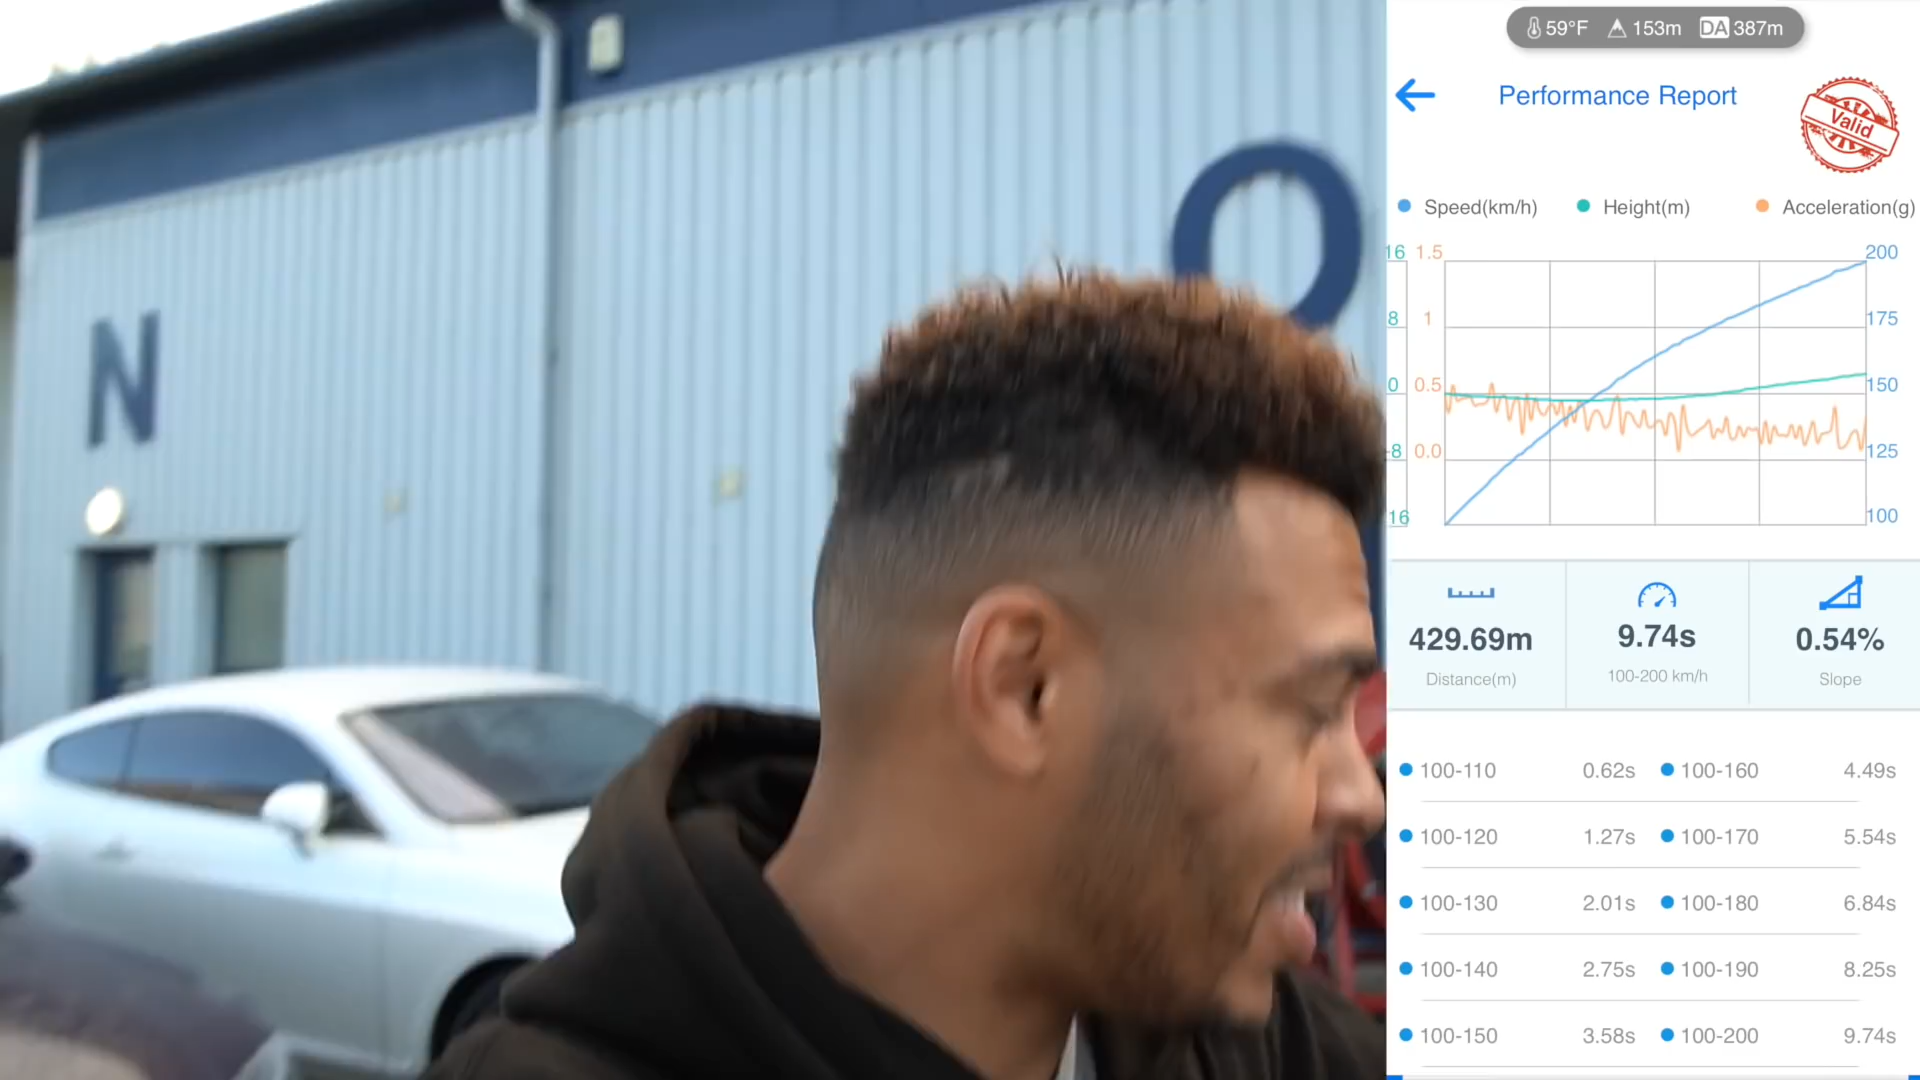 N
O
59°F 153m DA 387m
Performance Report
Valid
Speed(km/h) Height(m) Acceleration(g)
16 1.5 200
8 1 175
0 0.5 150
-8 0.0 125
16 100
429.69m 9.74s 0.54%
Distance(m) 100-200 km/h Slope
100-110 0.62s 100-160 4.49s
100-120 1.27s 100-170 5.54s
100-130 2.01s 100-180 6.84s
100-140 2.75s 100-190 8.25s
100-150 3.58s 100-200 9.74s